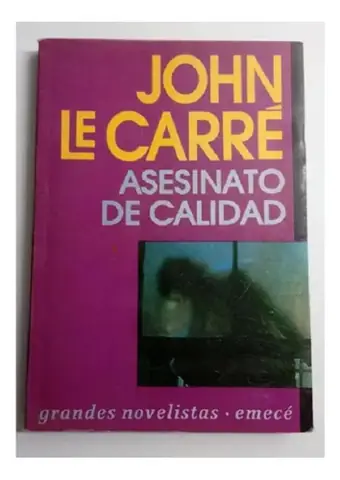 JOHN
LE CARRÉ
ASESINATO
DE CALIDAD
grandes novelistas · emecé